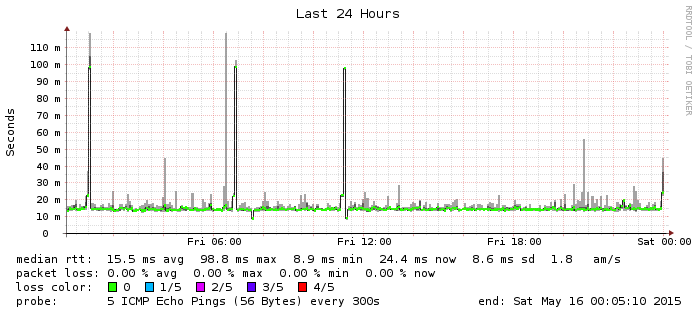 Last 24 Hours
RRDTOOL / TOBI OETIKER
Seconds
110 m
100 m
90 m
80 m
70 m
60 m
50 m
40 m
30 m
20 m
10 m
0
Fri 06:00 Fri 12:00 Fri 18:00 Sat 00:00
median rtt: 15.5 ms avg 98.8 ms max 8.9 ms min 24.4 ms now 8.6 ms sd 1.8 am/s
packet loss: 0.00 % avg 0.00 % max 0.00 % min 0.00 % now
loss color: 0 1/5 2/5 3/5 4/5
probe: 5 ICMP Echo Pings (56 Bytes) every 300s end: Sat May 16 00:05:10 2015